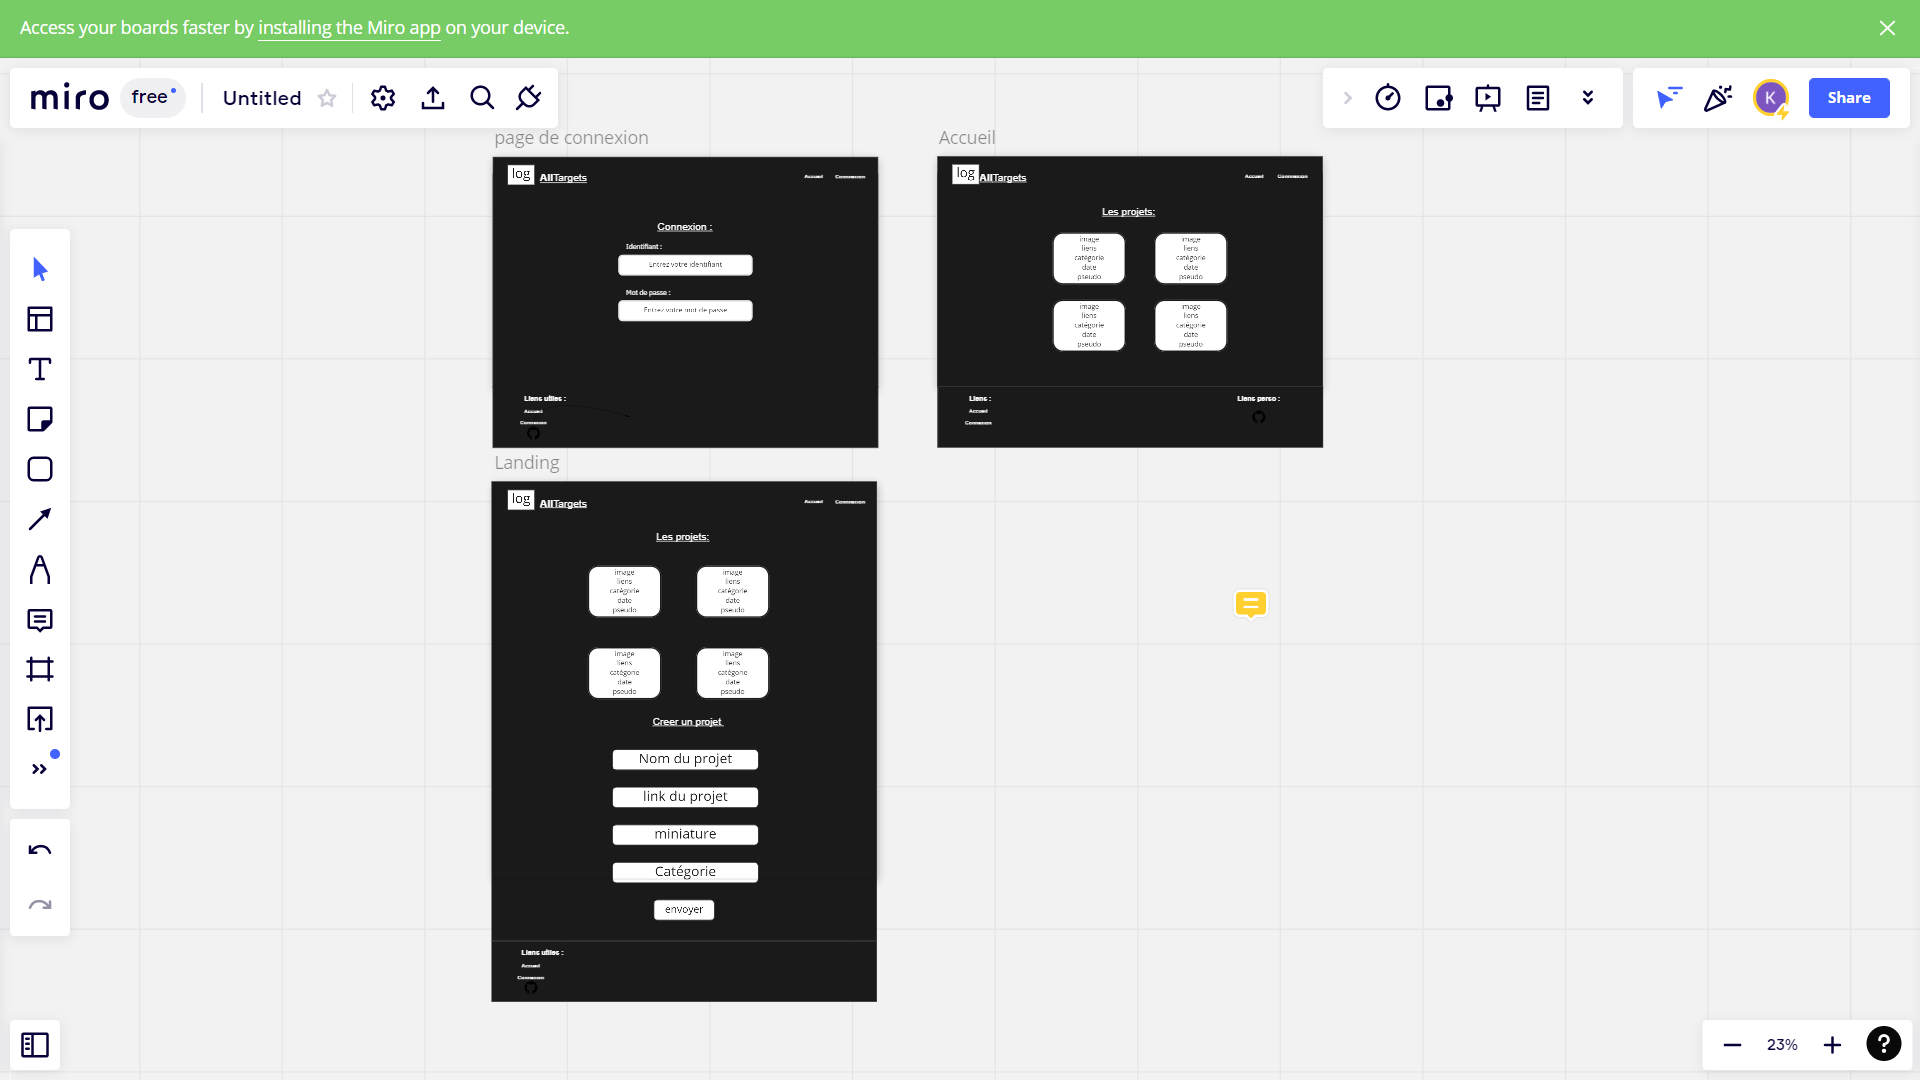 Access your boards faster by installing the Miro app on your device.
miro free Untitled
Share
page de connexion
log AllTargets Accueil Connexion
Connexion :
Identifiant :
Entrez votre identifiant
Mot de passe :
Entrez votre mot de passe
Liens utiles :
Accueil
Connexion
Accueil
log AllTargets Accueil Connexion
Les projets:
image
liens
catégorie
date
pseudo
image
liens
catégorie
date
pseudo
image
liens
catégorie
date
pseudo
image
liens
catégorie
date
pseudo
Liens :
Accueil
Connexion
Liens perso :
Landing
log AllTargets Accueil Connexion
Les projets:
image
liens
catégorie
date
pseudo
image
liens
catégorie
date
pseudo
image
liens
catégorie
date
pseudo
image
liens
catégorie
date
pseudo
Creer un projet
Nom du projet
link du projet
miniature
Catégorie
envoyer
Liens utiles :
Accueil
Connexion
K
23%
?